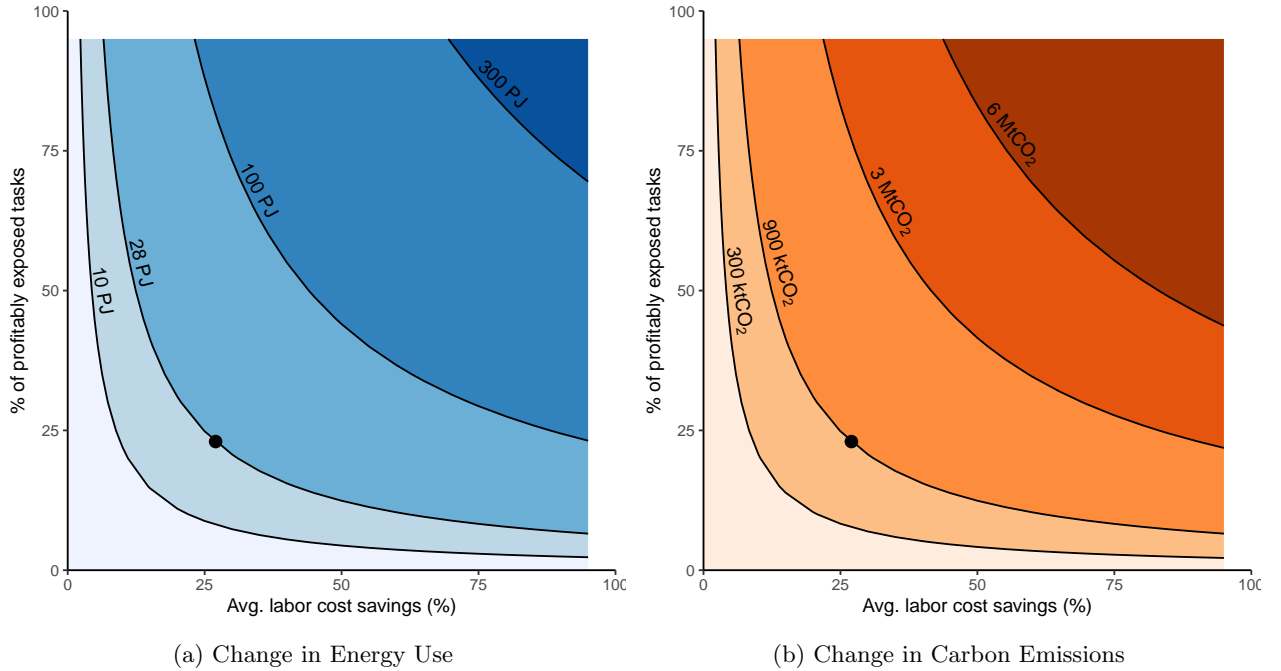 100
75
50
25
0
% of profitably exposed tasks
300 PJ
100 PJ
28 PJ
10 PJ
0
25
50
75
100
Avg. labor cost savings (%)
(a) Change in Energy Use
100
75
50
25
0
% of profitably exposed tasks
6 MtCO₂
3 MtCO₂
900 ktCO₂
300 ktCO₂
0
25
50
75
100
Avg. labor cost savings (%)
(b) Change in Carbon Emissions